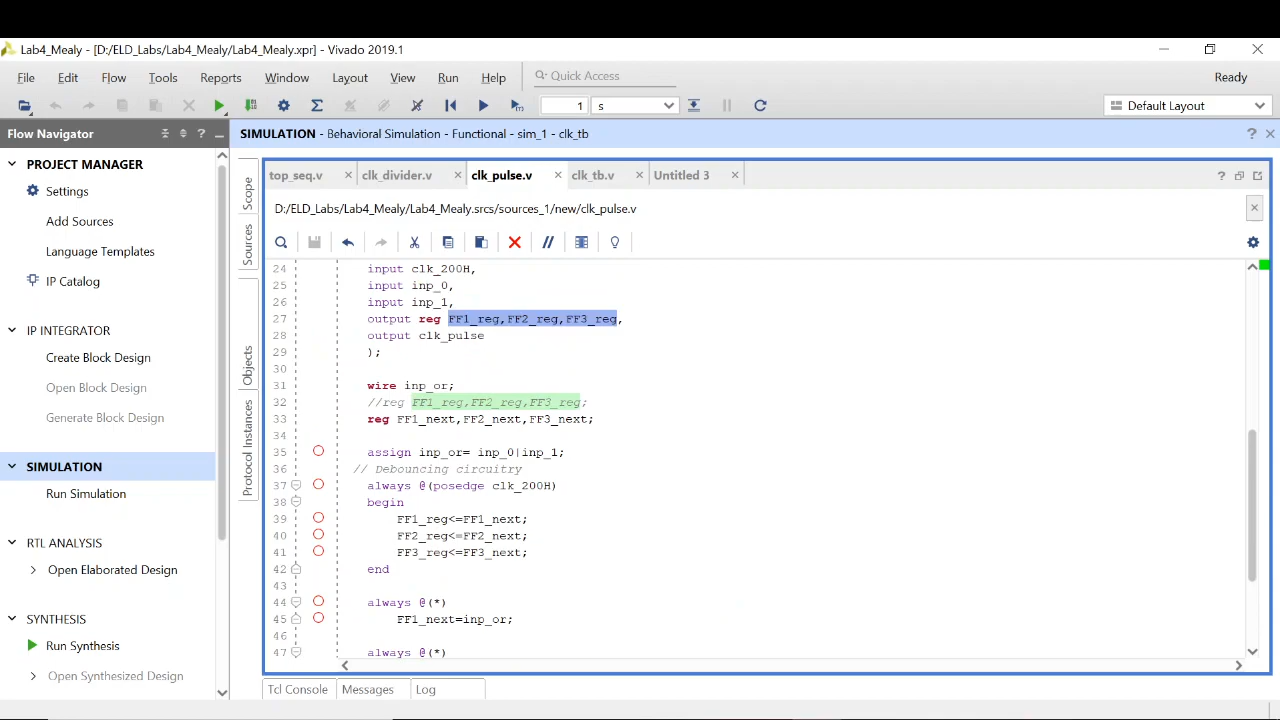 Lab4_Mealy - [D:/ELD_Labs/Lab4_Mealy/Lab4_Mealy.xpr] - Vivado 2019.1
File Edit Flow Tools Reports Window Layout View Run Help Quick Access Ready
1 s Default Layout
Flow Navigator ? SIMULATION - Behavioral Simulation - Functional - sim_1 - clk_tb ?
PROJECT MANAGER
Settings
Add Sources
Language Templates
IP Catalog
IP INTEGRATOR
Create Block Design
Open Block Design
Generate Block Design
SIMULATION
Run Simulation
RTL ANALYSIS
Open Elaborated Design
SYNTHESIS
Run Synthesis
Open Synthesized Design
Scope
Sources
Objects
Protocol Instances
top_seq.v clk_divider.v clk_pulse.v clk_tb.v Untitled 3 ?
D:/ELD_Labs/Lab4_Mealy/Lab4_Mealy.srcs/sources_1/new/clk_pulse.v
24 input clk_200H,
25 input inp_0,
26 input inp_1,
27 output reg FF1_reg,FF2_reg,FF3_reg,
28 output clk_pulse
29 );
30
31 wire inp_or;
32 //reg FF1_reg,FF2_reg,FF3_reg;
33 reg FF1_next,FF2_next,FF3_next;
34
35 assign inp_or= inp_0|inp_1;
36 // Debouncing circuitry
37 always @(posedge clk_200H)
38 begin
39 FF1_reg<=FF1_next;
40 FF2_reg<=FF2_next;
41 FF3_reg<=FF3_next;
42 end
43
44 always @(*)
45 FF1_next=inp_or;
46
47 always @(*)
Tcl Console Messages Log